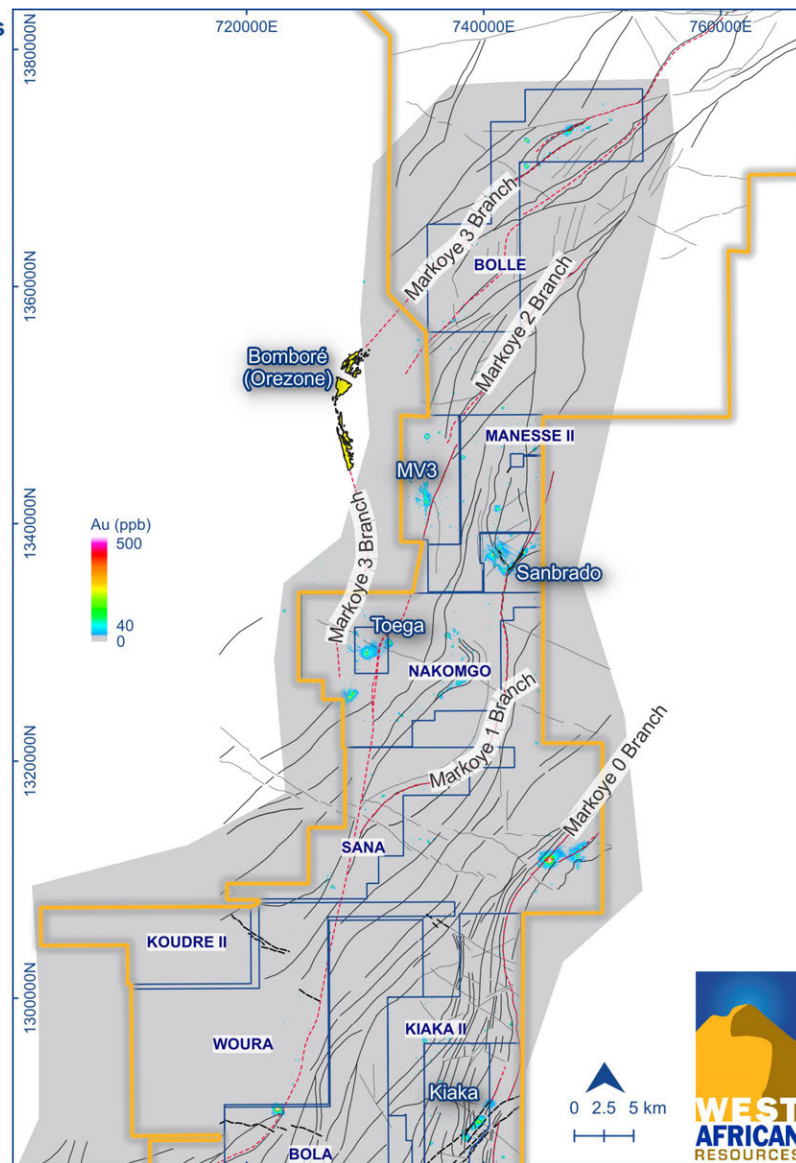 s
720000E
740000E
760000E
1380000N
Markoye 3 Branch
BOLLE
1360000N
Markoye 2 Branch
Bomboré
(Orezone)
MANESSE II
MV3
Au (ppb)
500
40
0
1340000N
Sanbrado
Markoye 3 Branch
Toega
NAKOMGO
Markoye 1 Branch
1320000N
Markoye 0 Branch
SANA
KOUDRE II
1300000N
WOURA
KIAKA II
Kiaka
0 2.5 5 km
BOLA
WEST
AFRICAN
RESOURCES